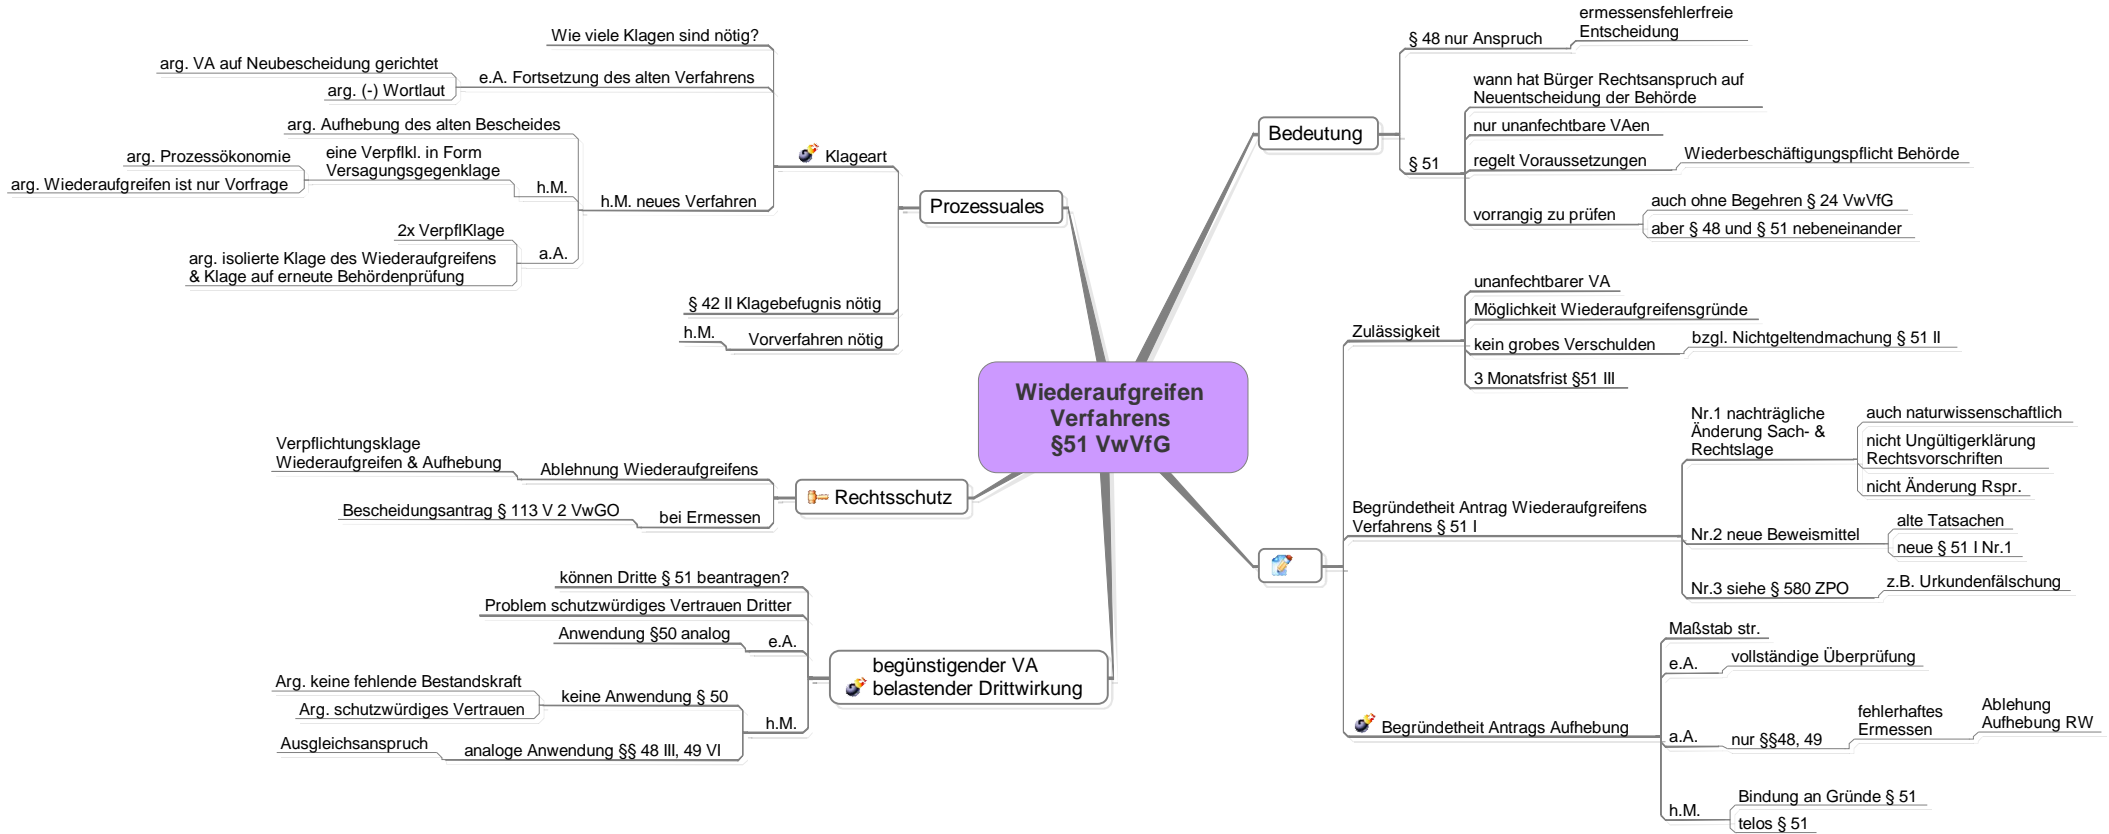 Wiederaufgreifen
Verfahrens
§51 VwVfG
Bedeutung
§ 48 nur Anspruch
ermessensfehlerfreie
Entscheidung
§ 51
wann hat Bürger Rechtsanspruch auf
Neuentscheidung der Behörde
nur unanfechtbare VAen
regelt Voraussetzungen
Wiederbeschäftigungspflicht Behörde
vorrangig zu prüfen
auch ohne Begehren § 24 VwVfG
aber § 48 und § 51 nebeneinander
Zulässigkeit
unanfechtbarer VA
Möglichkeit Wiederaufgreifensgründe
kein grobes Verschulden
bzgl. Nichtgeltendmachung § 51 II
3 Monatsfrist §51 III
Begründetheit Antrag Wiederaufgreifens
Verfahrens § 51 I
Nr.1 nachträgliche
Änderung Sach- &
Rechtslage
auch naturwissenschaftlich
nicht Ungültigerklärung
Rechtsvorschriften
nicht Änderung Rspr.
Nr.2 neue Beweismittel
alte Tatsachen
neue § 51 I Nr.1
Nr.3 siehe § 580 ZPO
z.B. Urkundenfälschung
Begründetheit Antrags Aufhebung
Maßstab str.
e.A.
vollständige Überprüfung
a.A.
nur §§48, 49
fehlerhaftes
Ermessen
Ablehung
Aufhebung RW
h.M.
Bindung an Gründe § 51
telos § 51
Prozessuales
Klageart
Wie viele Klagen sind nötig?
e.A. Fortsetzung des alten Verfahrens
arg. VA auf Neubescheidung gerichtet
arg. (-) Wortlaut
h.M. neues Verfahren
arg. Aufhebung des alten Bescheides
h.M.
eine Verpflkl. in Form
Versagungsgegenklage
arg. Prozessökonomie
arg. Wiederaufgreifen ist nur Vorfrage
a.A.
2x VerpflKlage
arg. isolierte Klage des Wiederaufgreifens
& Klage auf erneute Behördenprüfung
§ 42 II Klagebefugnis nötig
Vorverfahren nötig
h.M.
Rechtsschutz
Ablehnung Wiederaufgreifens
Verpflichtungsklage
Wiederaufgreifen & Aufhebung
bei Ermessen
Bescheidungsantrag § 113 V 2 VwGO
begünstigender VA
belastender Drittwirkung
können Dritte § 51 beantragen?
Problem schutzwürdiges Vertrauen Dritter
e.A.
Anwendung §50 analog
h.M.
keine Anwendung § 50
Arg. keine fehlende Bestandskraft
Arg. schutzwürdiges Vertrauen
analoge Anwendung §§ 48 III, 49 VI
Ausgleichsanspruch